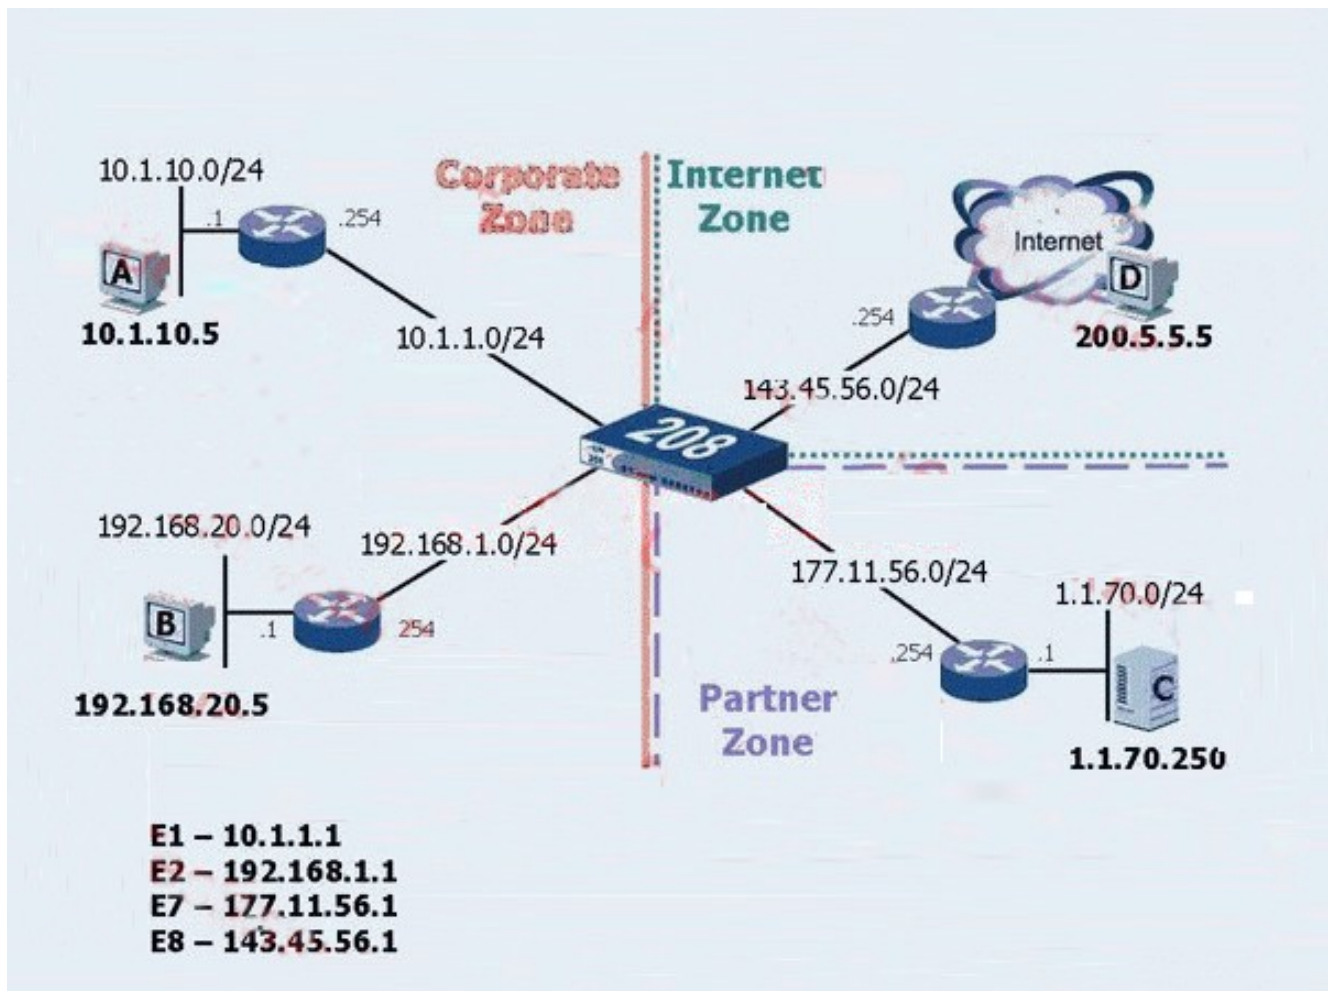 10.1.10.0/24
.1
.254
A
10.1.10.5
Corporate
Zone
Internet
Zone
Internet
D
.254
200.5.5.5
10.1.1.0/24
143.45.56.0/24
208
192.168.20.0/24
192.168.1.0/24
B
.1
254
192.168.20.5
177.11.56.0/24
1.1.70.0/24
.254
.1
C
Partner
Zone
1.1.70.250
E1 – 10.1.1.1
E2 – 192.168.1.1
E7 – 177.11.56.1
E8 – 143.45.56.1